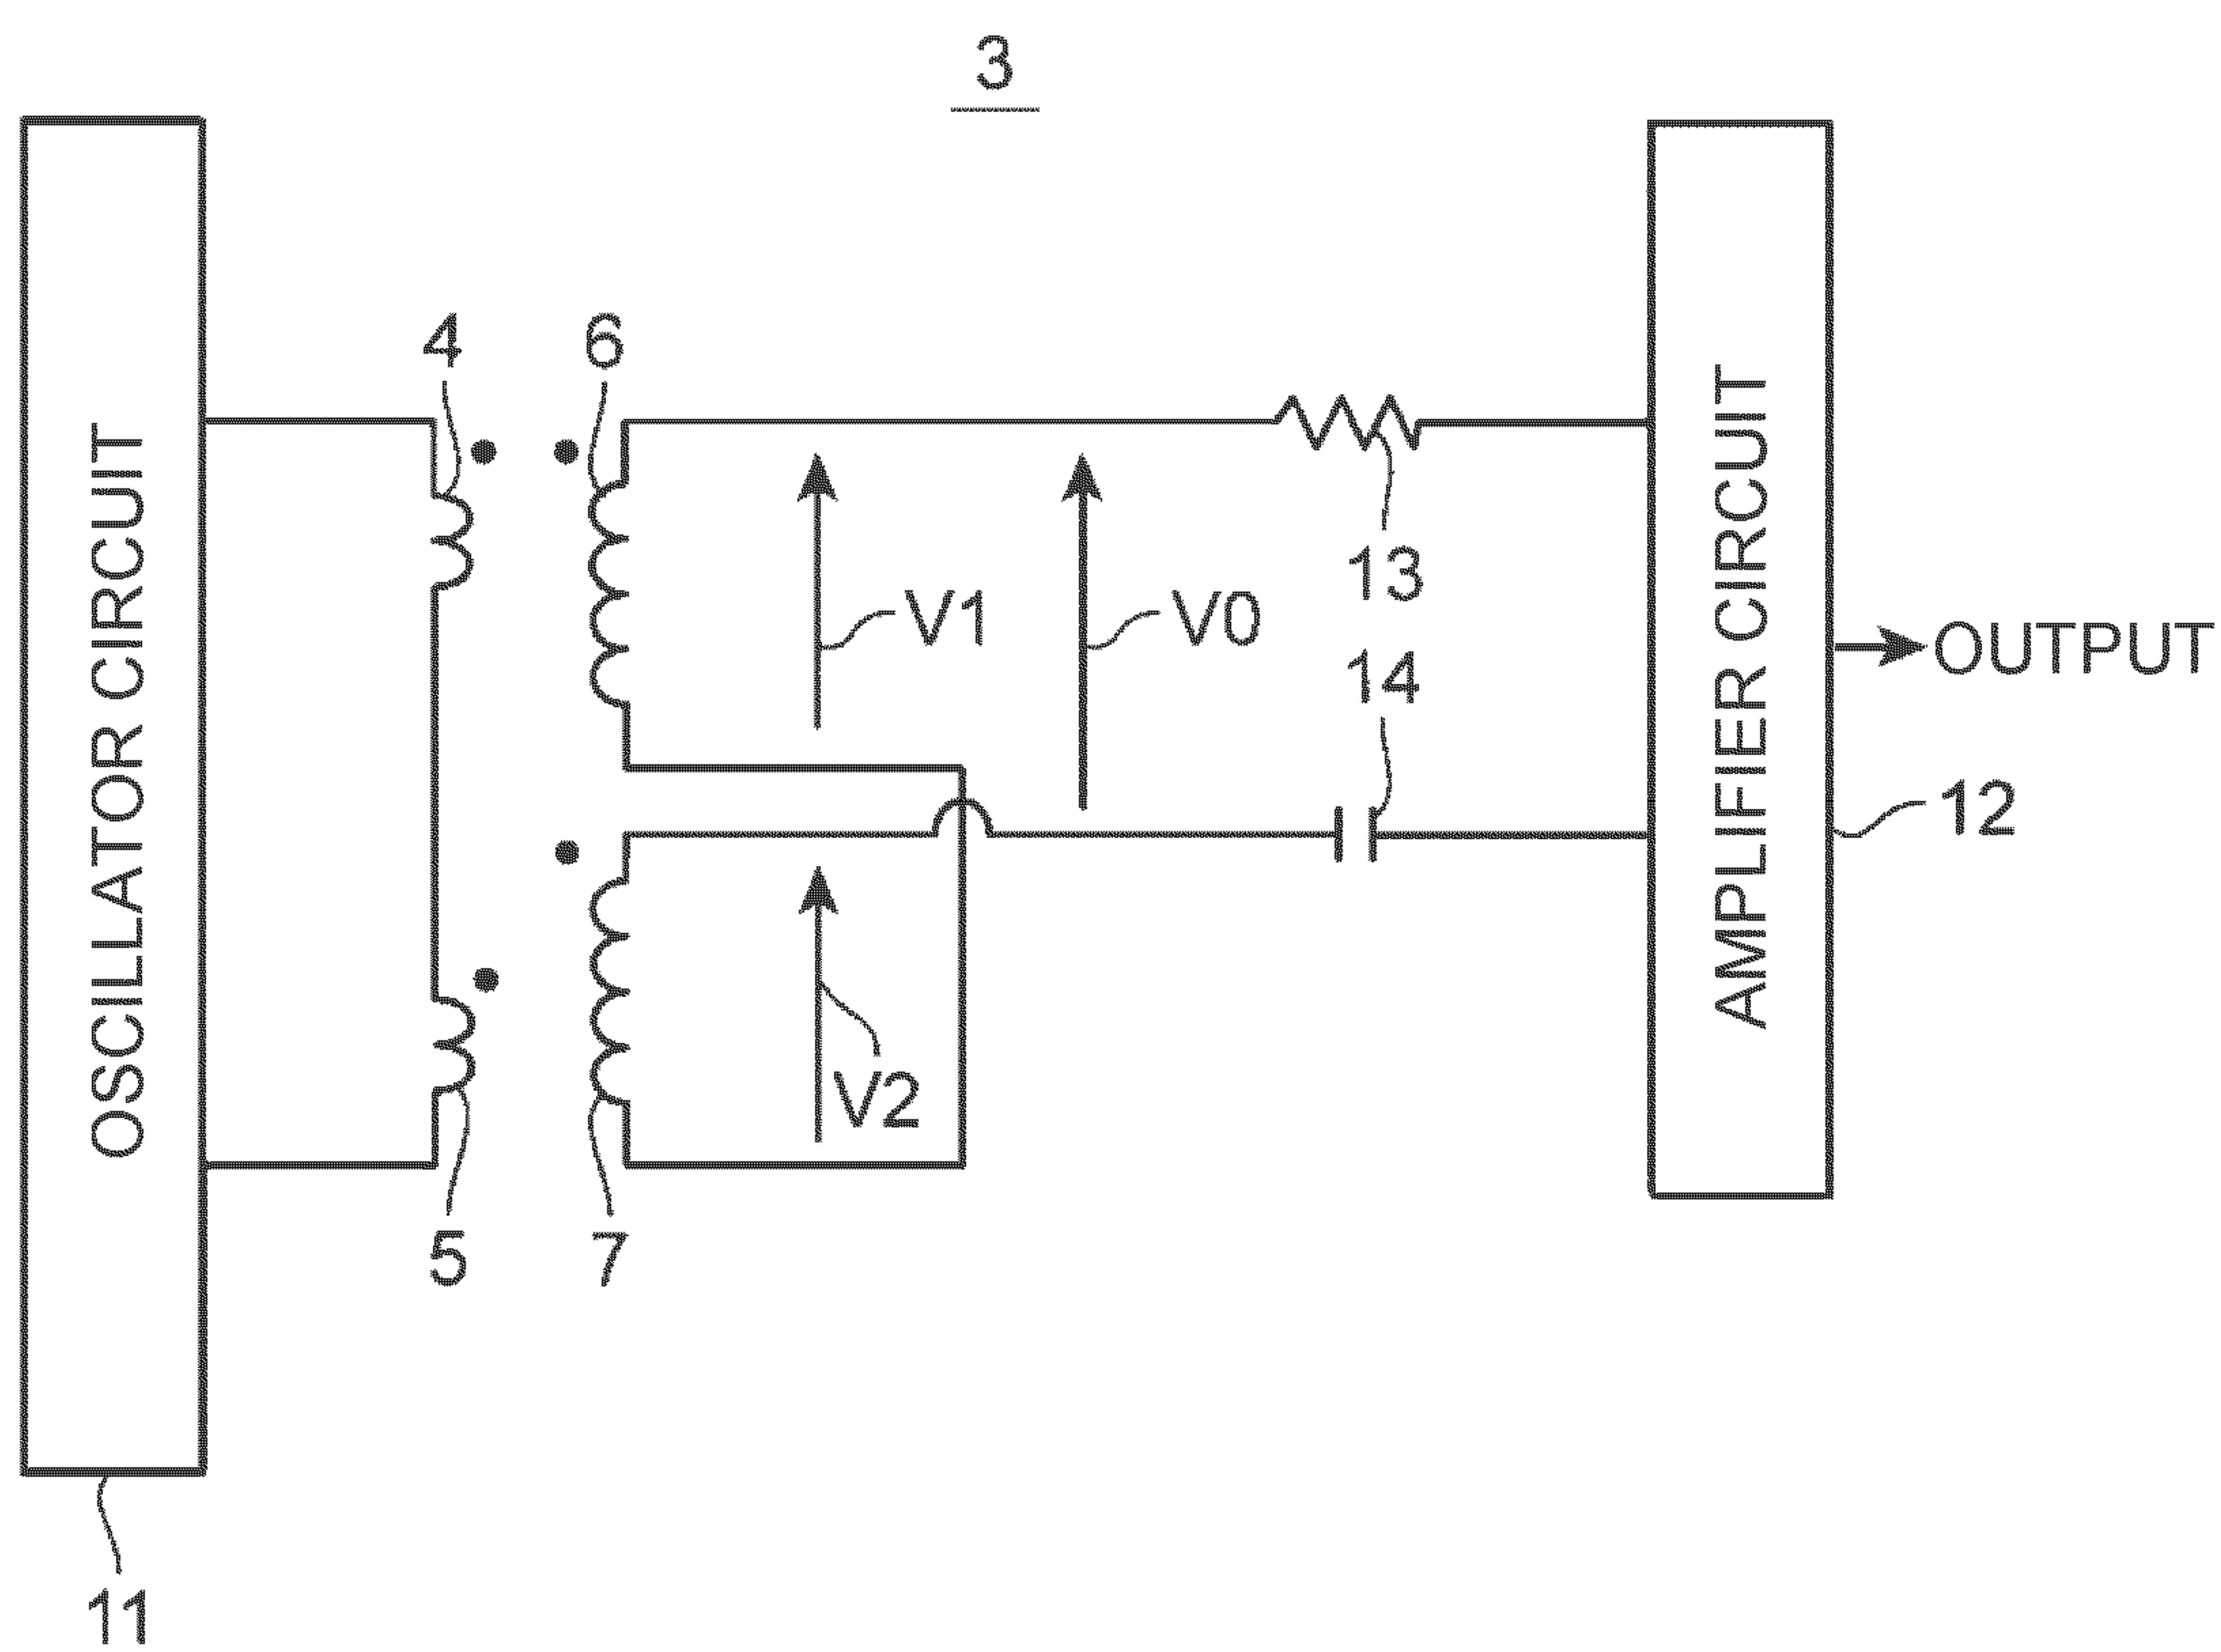 3
4
6
OSCILLATOR CIRCUIT
V1
V0
13
14
AMPLIFIER CIRCUIT
OUTPUT
12
V2
5
7
11